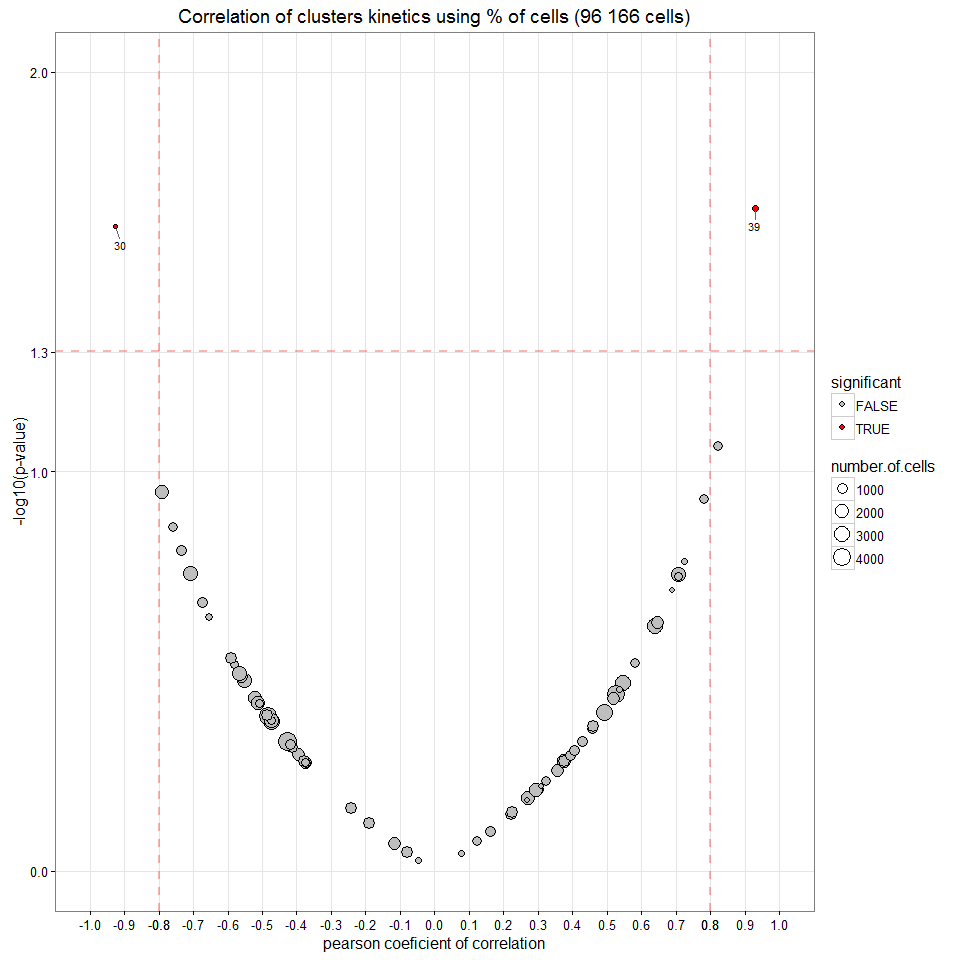 Correlation of clusters kinetics using % of cells (96 166 cells)
2.0
1.3
1.0
0.0
-log10(p-value)
30
39
-1.0 -0.9 -0.8 -0.7 -0.6 -0.5 -0.4 -0.3 -0.2 -0.1 0.0 0.1 0.2 0.3 0.4 0.5 0.6 0.7 0.8 0.9 1.0
pearson coeficient of correlation
significant
FALSE
TRUE
number.of.cells
1000
2000
3000
4000